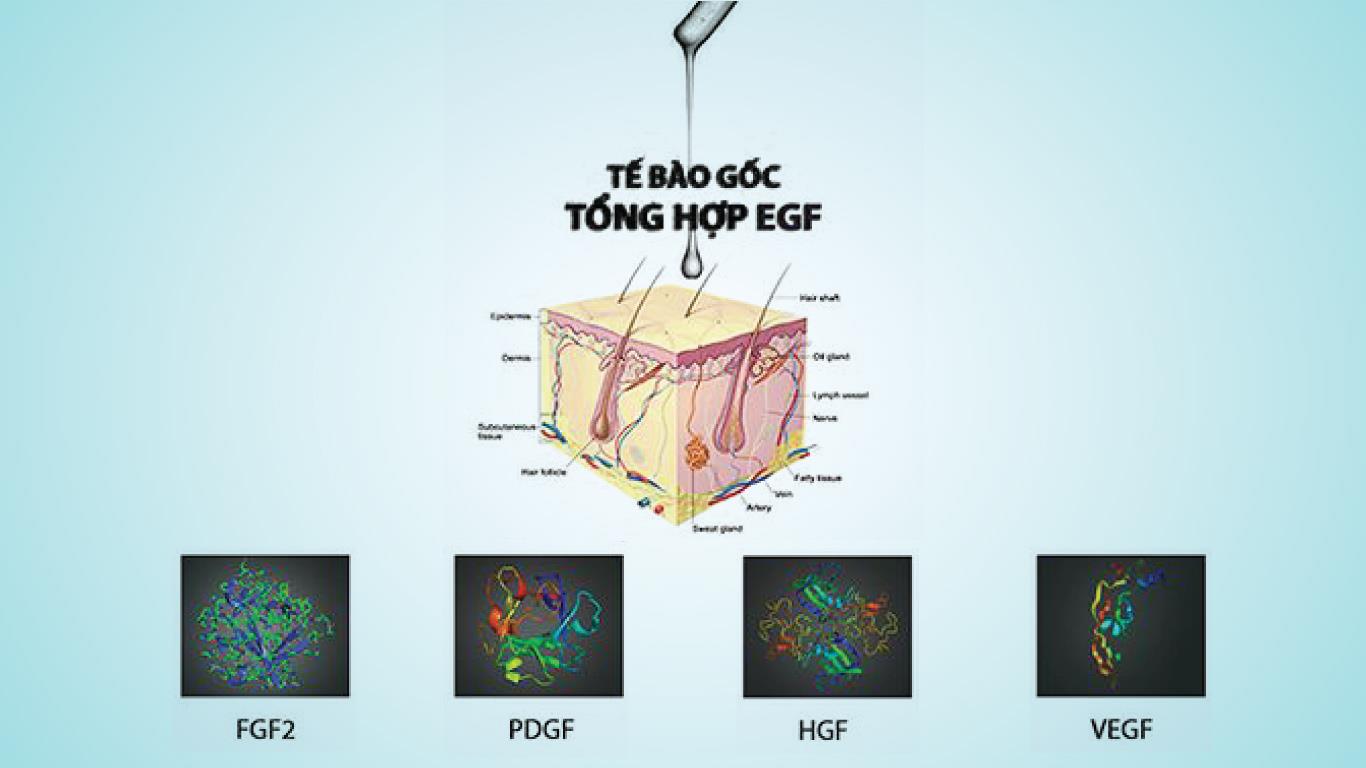 TẾ BÀO GỐC
TỔNG HỢP EGF
Hair shaft
Epidermis
Dermis
Oil gland
Lymph vessel
Nerve
Subcutaneous
tissue
Hair follicle
Fatty tissue
Vein
Artery
Sweat gland
FGF2
PDGF
HGF
VEGF